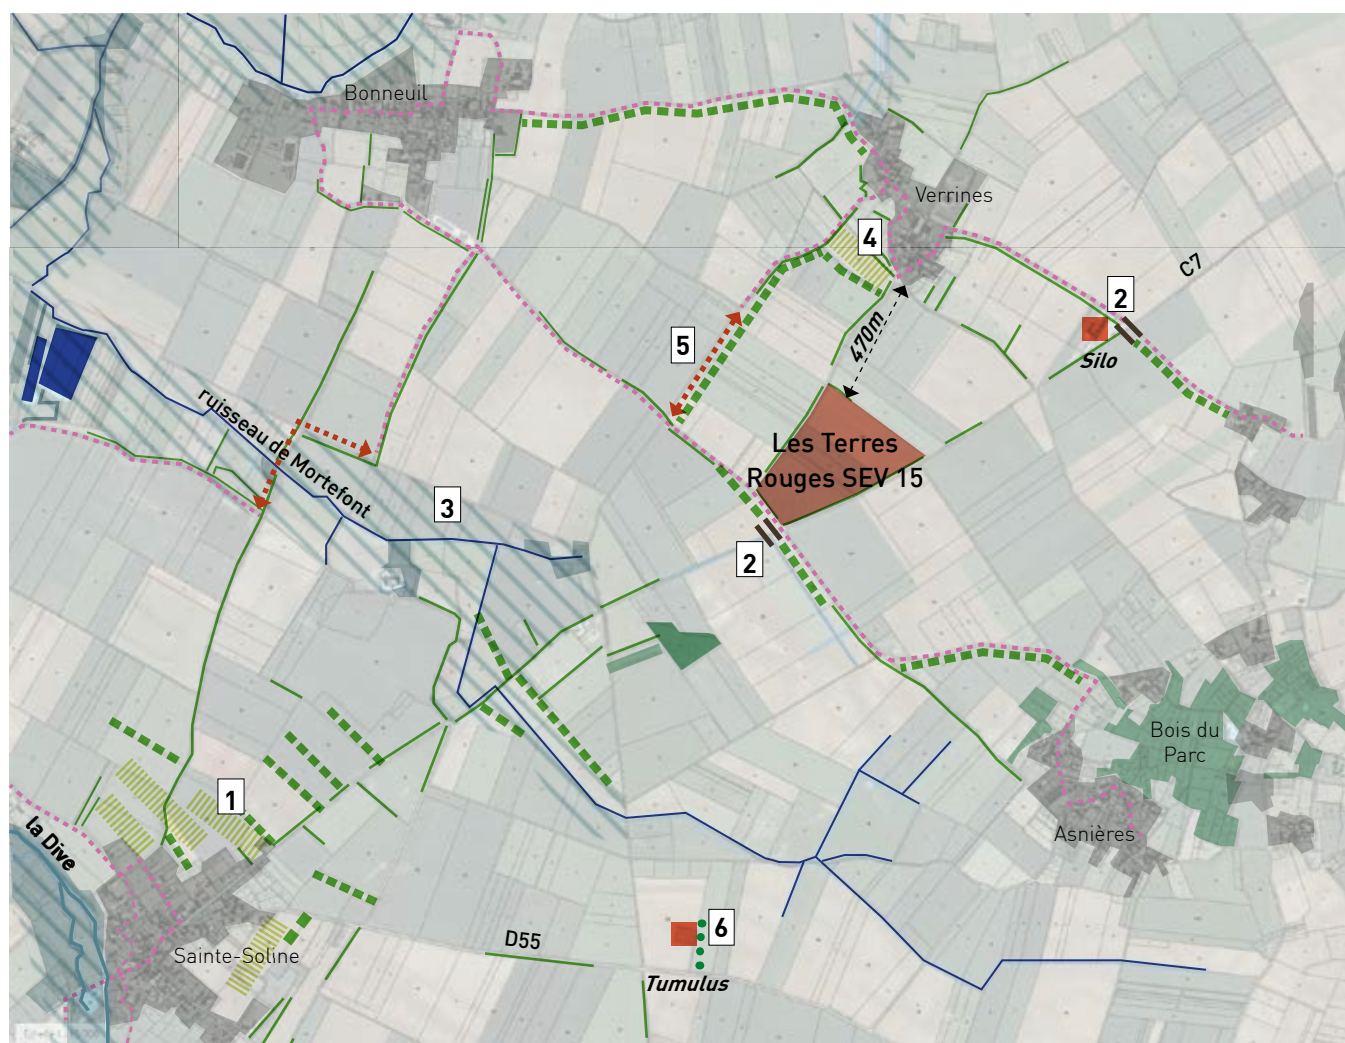 Bonneuil
Verrines
4
C7
2
Silo
470m
5
ruisseau de Mortefont
Les Terres
Rouges SEV 15
3
2
Bois du
Parc
1
la Dive
Asnières
6
D55
Sainte-Soline
Tumulus